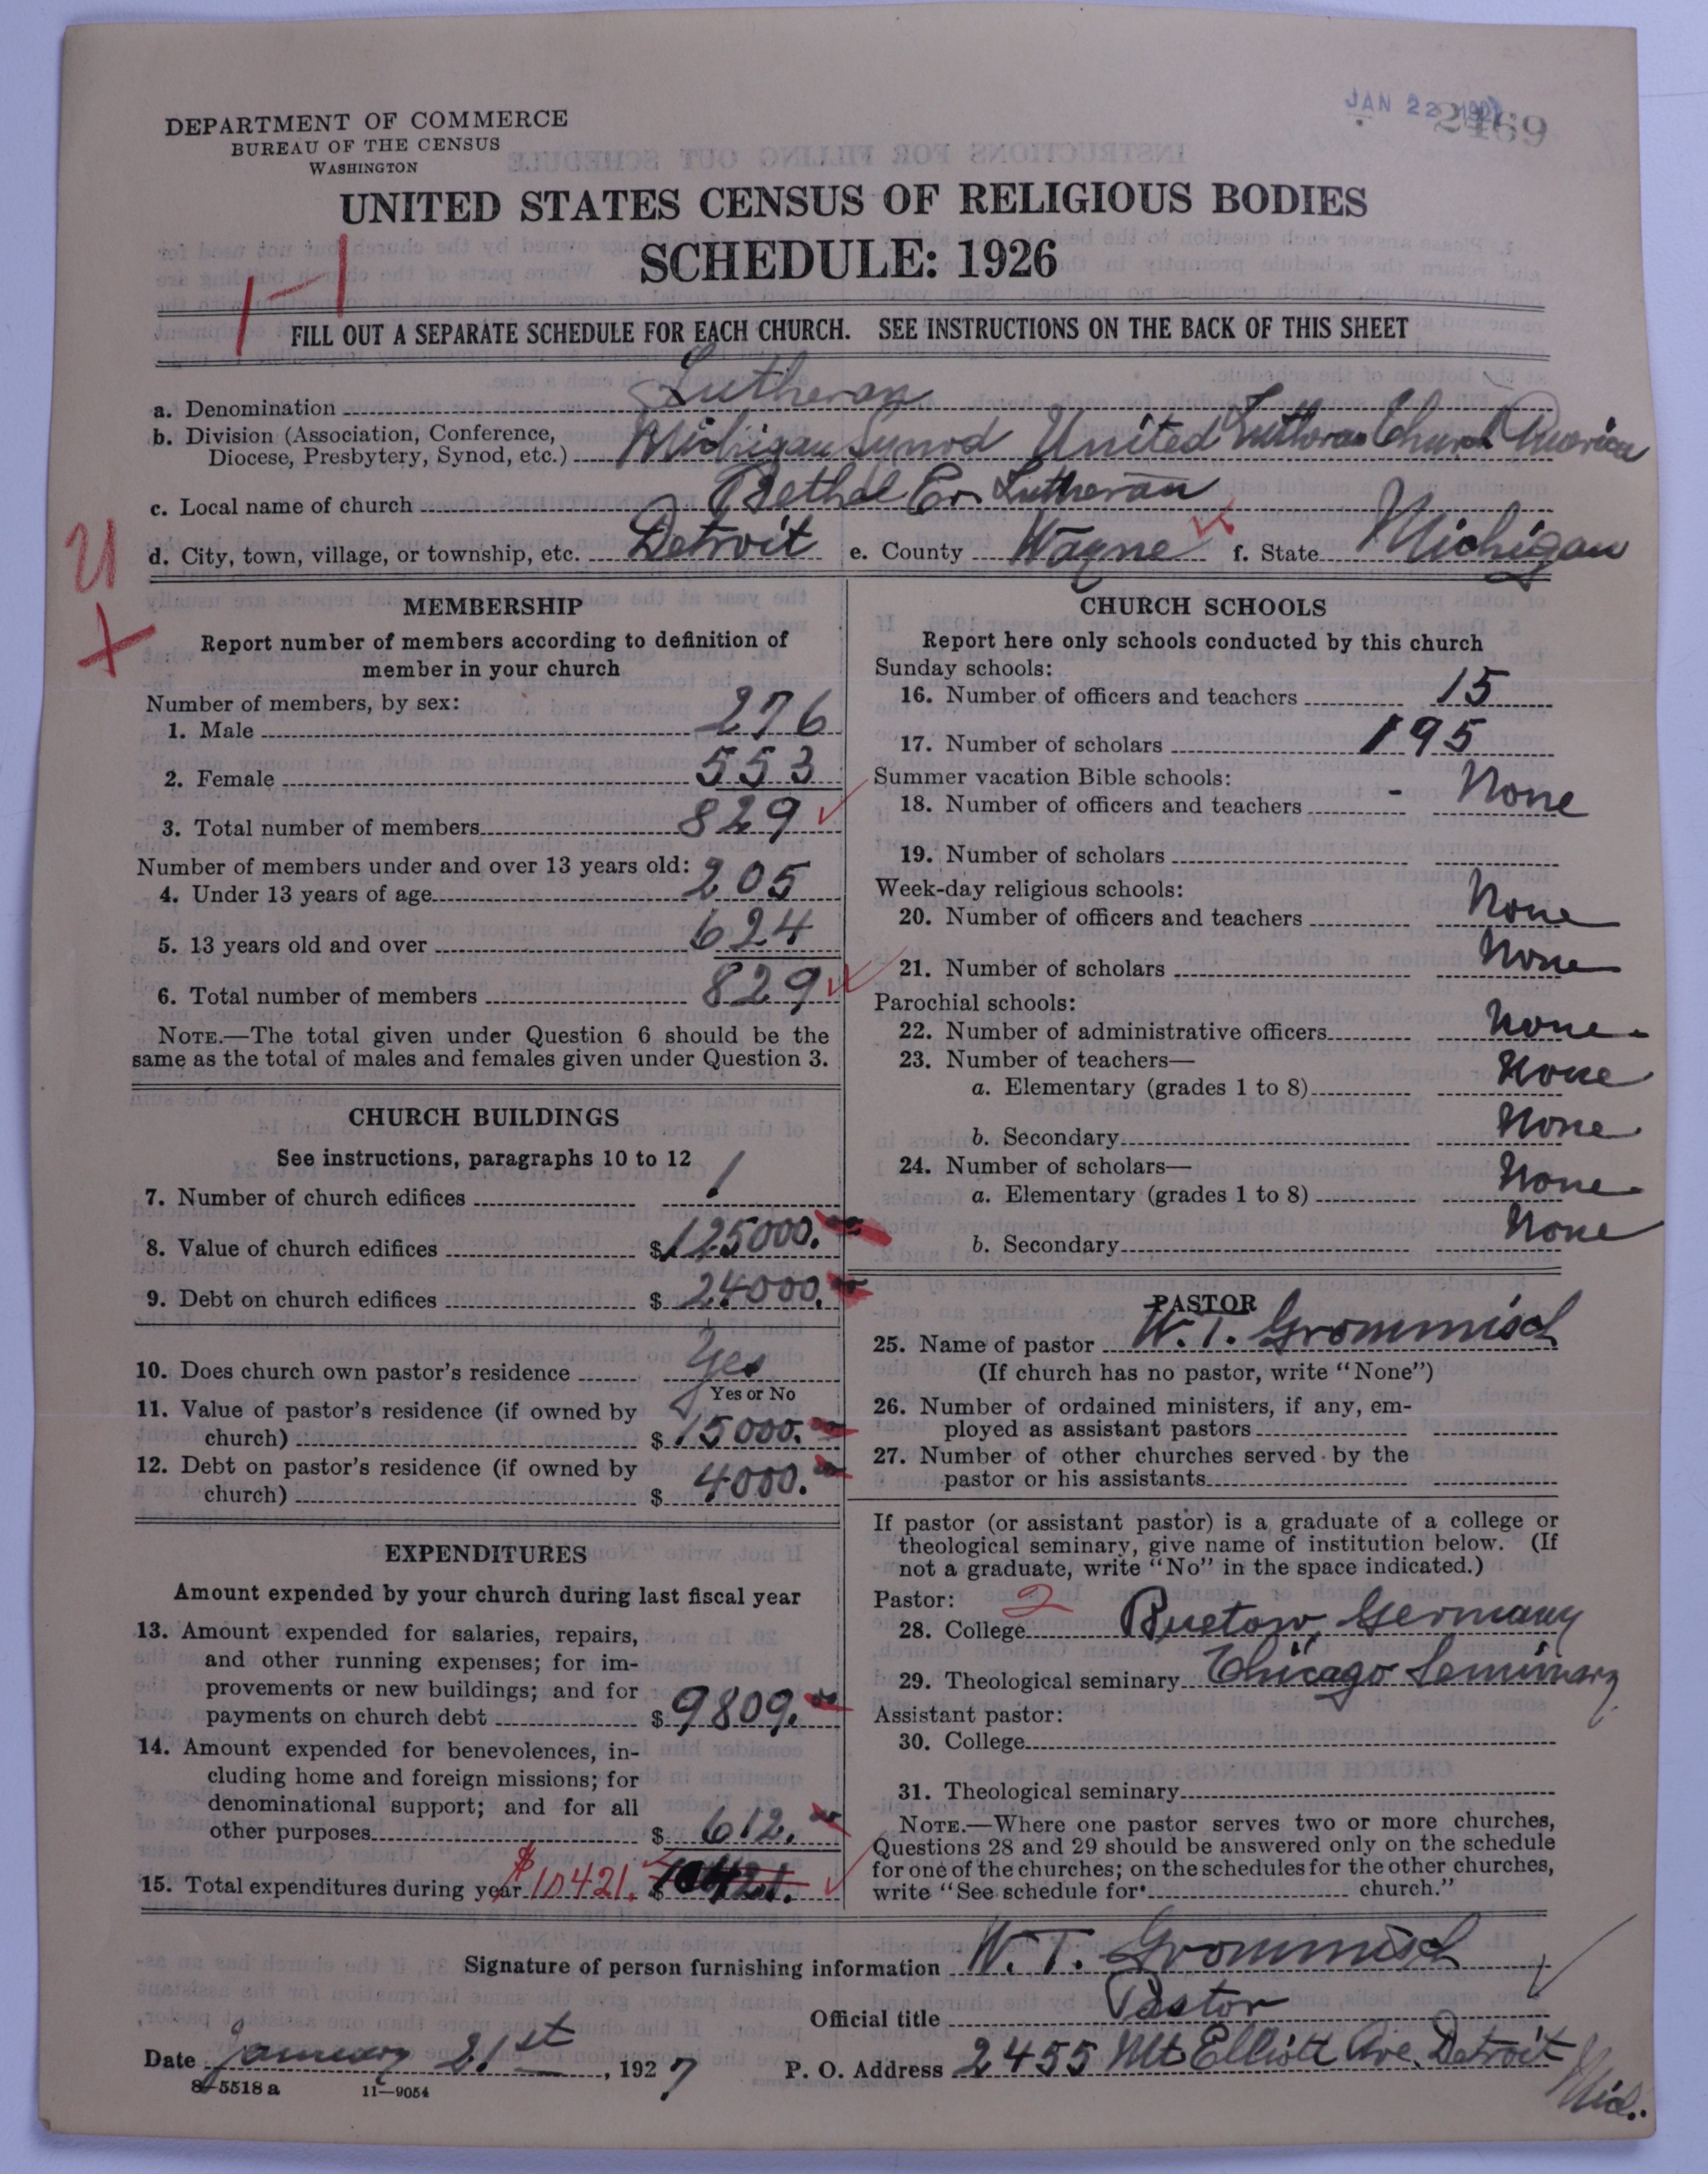 DEPARTMENT OF COMMERCE
BUREAU OF THE CENSUS
WASHINGTON
JAN 22 192
2469
UNITED STATES CENSUS OF RELIGIOUS BODIES
SCHEDULE: 1926
1-1
FILL OUT A SEPARATE SCHEDULE FOR EACH CHURCH. SEE INSTRUCTIONS ON THE BACK OF THIS SHEET
a. Denomination Lutheran
b. Division (Association, Conference,
Diocese, Presbytery, Synod, etc.) Michigan Synod United Lutheran Church America
c. Local name of church Bethel Ev. Lutheran
d. City, town, village, or township, etc. Detroit e. County Wayne f. State Michigan
MEMBERSHIP
Report number of members according to definition of
member in your church
Number of members, by sex:
1. Male 276
2. Female 553
3. Total number of members 829
Number of members under and over 13 years old:
4. Under 13 years of age 205
5. 13 years old and over 624
6. Total number of members 829
NOTE.—The total given under Question 6 should be the
same as the total of males and females given under Question 3.
CHURCH BUILDINGS
See instructions, paragraphs 10 to 12
7. Number of church edifices 1
8. Value of church edifices $125000.
9. Debt on church edifices $24000.
10. Does church own pastor's residence Yes
Yes or No
11. Value of pastor's residence (if owned by
church) $15000.
12. Debt on pastor's residence (if owned by
church) $4000.
EXPENDITURES
Amount expended by your church during last fiscal year
13. Amount expended for salaries, repairs,
and other running expenses; for im-
provements or new buildings; and for
payments on church debt $9809.
14. Amount expended for benevolences, in-
cluding home and foreign missions; for
denominational support; and for all
other purposes $612.
15. Total expenditures during year $10421. $10421.
CHURCH SCHOOLS
Report here only schools conducted by this church
Sunday schools:
16. Number of officers and teachers 15
17. Number of scholars 195
Summer vacation Bible schools:
18. Number of officers and teachers - None
19. Number of scholars
Week-day religious schools:
20. Number of officers and teachers None
21. Number of scholars None
Parochial schools:
22. Number of administrative officers None
23. Number of teachers—
a. Elementary (grades 1 to 8) None
b. Secondary None
24. Number of scholars—
a. Elementary (grades 1 to 8) None
b. Secondary None
PASTOR
25. Name of pastor W. T. Grommisch
(If church has no pastor, write "None")
26. Number of ordained ministers, if any, em-
ployed as assistant pastors
27. Number of other churches served by the
pastor or his assistants
If pastor (or assistant pastor) is a graduate of a college or
theological seminary, give name of institution below. (If
not a graduate, write "No" in the space indicated.)
Pastor: 2
28. College Buetow, Germany
29. Theological seminary Chicago Seminary
Assistant pastor:
30. College
31. Theological seminary
NOTE.—Where one pastor serves two or more churches,
Questions 28 and 29 should be answered only on the schedule
for one of the churches; on the schedules for the other churches,
write "See schedule for church."
Signature of person furnishing information W. T. Grommisch
Official title Pastor
Date January 21st, 1927 P. O. Address 2455 Mt Elliott Ave. Detroit
Mich.
8-5518 a 11-9054